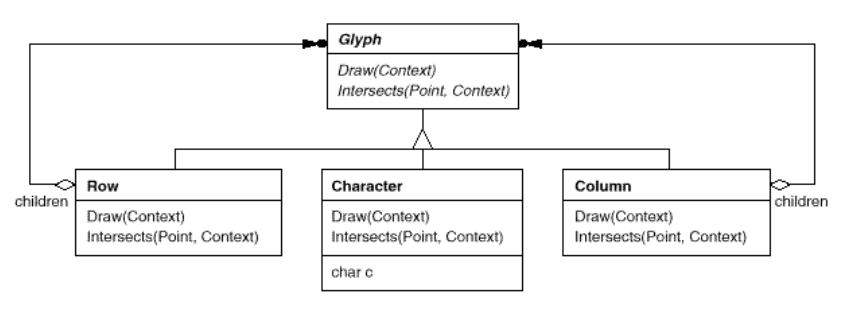 Glyph
Draw(Context)
Intersects(Point, Context)
children
Row
Draw(Context)
Intersects(Point, Context)
Character
Draw(Context)
Intersects(Point, Context)
char c
Column
Draw(Context)
Intersects(Point, Context)
children